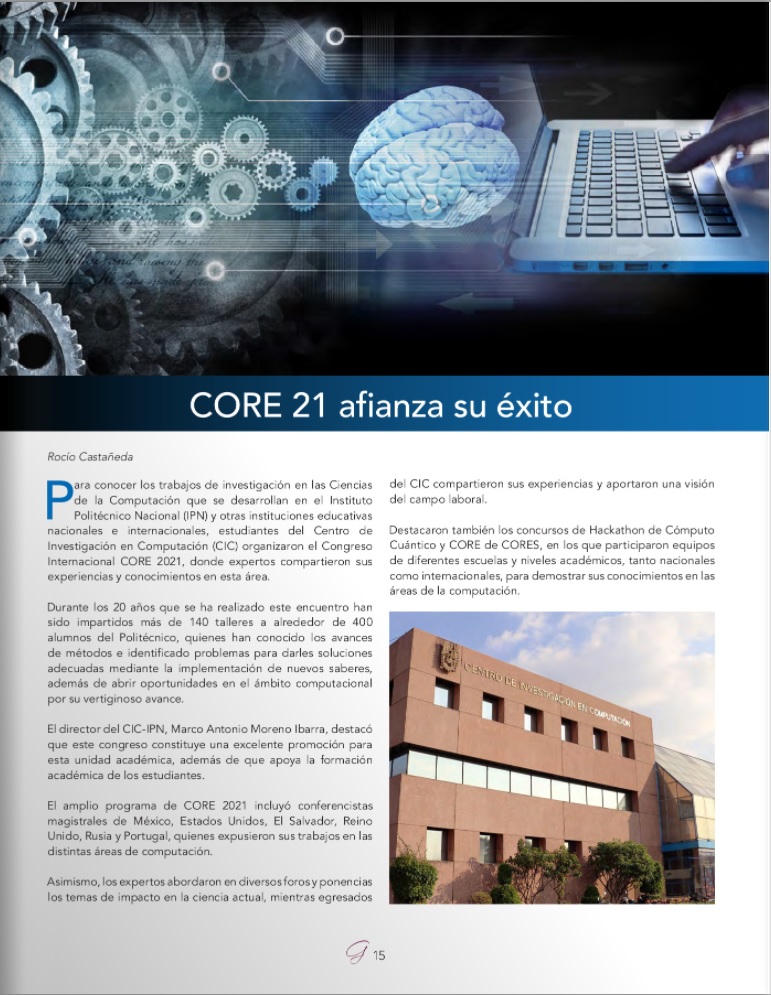 CORE 21 afianza su éxito
Rocío Castañeda
Para conocer los trabajos de investigación en las Ciencias
de la Computación que se desarrollan en el Instituto
Politécnico Nacional (IPN) y otras instituciones educativas
nacionales e internacionales, estudiantes del Centro de
Investigación en Computación (CIC) organizaron el Congreso
Internacional CORE 2021, donde expertos compartieron sus
experiencias y conocimientos en esta área.
Durante los 20 años que se ha realizado este encuentro han
sido impartidos más de 140 talleres a alrededor de 400
alumnos del Politécnico, quienes han conocido los avances
de métodos e identificado problemas para darles soluciones
adecuadas mediante la implementación de nuevos saberes,
además de abrir oportunidades en el ámbito computacional
por su vertiginoso avance.
El director del CIC-IPN, Marco Antonio Moreno Ibarra, destacó
que este congreso constituye una excelente promoción para
esta unidad académica, además de que apoya la formación
académica de los estudiantes.
El amplio programa de CORE 2021 incluyó conferencistas
magistrales de México, Estados Unidos, El Salvador, Reino
Unido, Rusia y Portugal, quienes expusieron sus trabajos en las
distintas áreas de computación.
Asimismo, los expertos abordaron en diversos foros y ponencias
los temas de impacto en la ciencia actual, mientras egresados
del CIC compartieron sus experiencias y aportaron una visión
del campo laboral.
Destacaron también los concursos de Hackathon de Cómputo
Cuántico y CORE de CORES, en los que participaron equipos
de diferentes escuelas y niveles académicos, tanto nacionales
como internacionales, para demostrar sus conocimientos en las
áreas de la computación.
CENTRO DE INVESTIGACIÓN EN COMPUTACIÓN
G 15